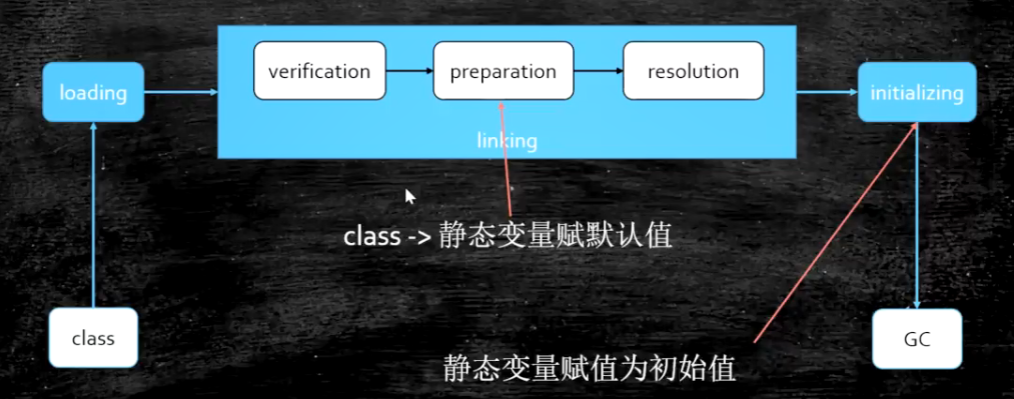 verification
preparation
resolution
loading
initializing
linking
class -> 静态变量赋默认值
class
GC
静态变量赋值为初始值